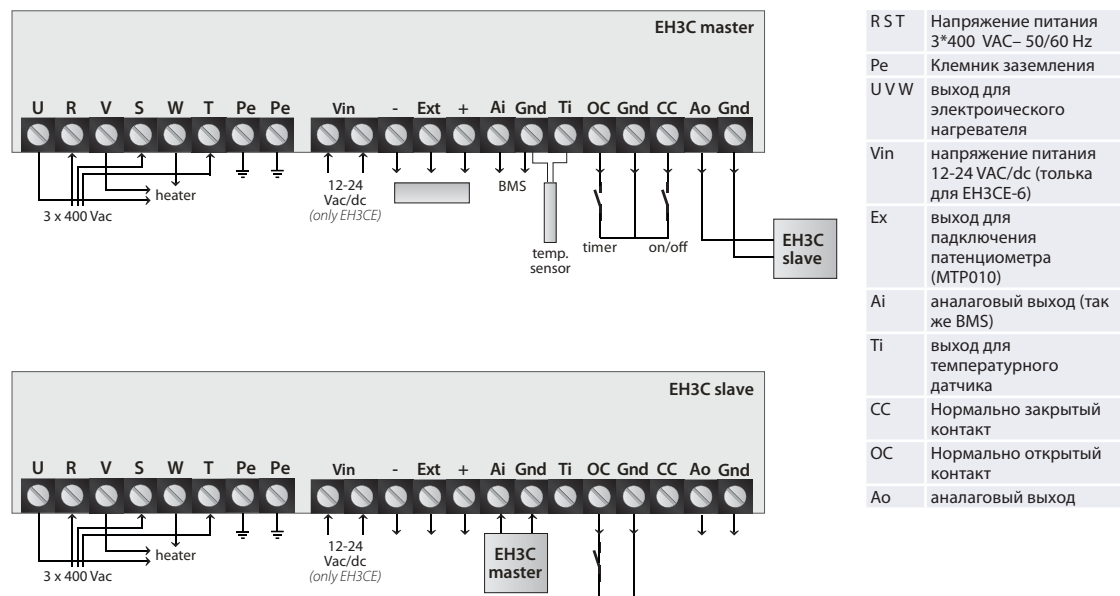 EH3C master
U R V S W T Pe Pe Vin - Ext + Ai Gnd Ti OC Gnd CC Ao Gnd
heater
3 x 400 Vac
12-24
Vac/dc
(only EH3CE)
BMS
temp.
sensor
timer
on/off
EH3C
slave
EH3C slave
U R V S W T Pe Pe Vin - Ext + Ai Gnd Ti OC Gnd CC Ao Gnd
heater
3 x 400 Vac
12-24
Vac/dc
(only EH3CE)
EH3C
master
R S T Напряжение питания
3*400 VAC– 50/60 Hz
Pe Клемник заземления
U V W выход для
электроического
нагревателя
Vin напряжение питания
12-24 VAC/dc (толька
для EH3CE-6)
Ex выход для
падключения
патенциометра
(MTP010)
Ai аналаговый выход (так
же BMS)
Ti выход для
температурного
датчика
CC Нормально закрытый
контакт
OC Нормально открытый
контакт
Ao аналаговый выход